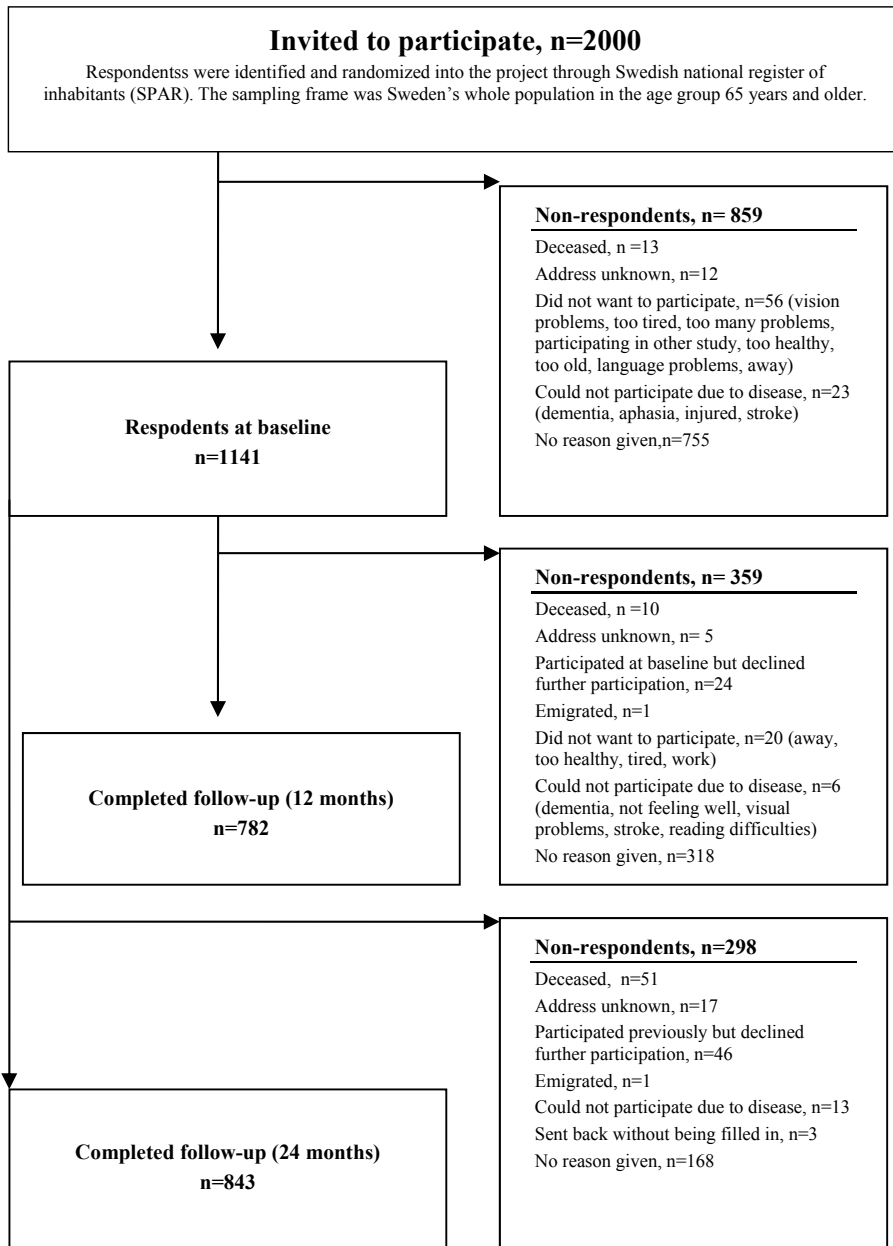 Invited to participate, n=2000
Respondentss were identified and randomized into the project through Swedish national register of
inhabitants (SPAR). The sampling frame was Sweden’s whole population in the age group 65 years and older.
Non-respondents, n= 859
Deceased, n =13
Address unknown, n=12
Did not want to participate, n=56 (vision
problems, too tired, too many problems,
participating in other study, too healthy,
too old, language problems, away)
Could not participate due to disease, n=23
(dementia, aphasia, injured, stroke)
No reason given,n=755
Respodents at baseline
n=1141
Non-respondents, n= 359
Deceased, n =10
Address unknown, n= 5
Participated at baseline but declined
further participation, n=24
Emigrated, n=1
Did not want to participate, n=20 (away,
too healthy, tired, work)
Could not participate due to disease, n=6
(dementia, not feeling well, visual
problems, stroke, reading difficulties)
No reason given, n=318
Completed follow-up (12 months)
n=782
Non-respondents, n=298
Deceased,  n=51
Address unknown, n=17
Participated previously but declined
further participation, n=46
Emigrated, n=1
Could not participate due to disease, n=13
Sent back without being filled in, n=3
No reason given, n=168
Completed follow-up (24 months)
n=843